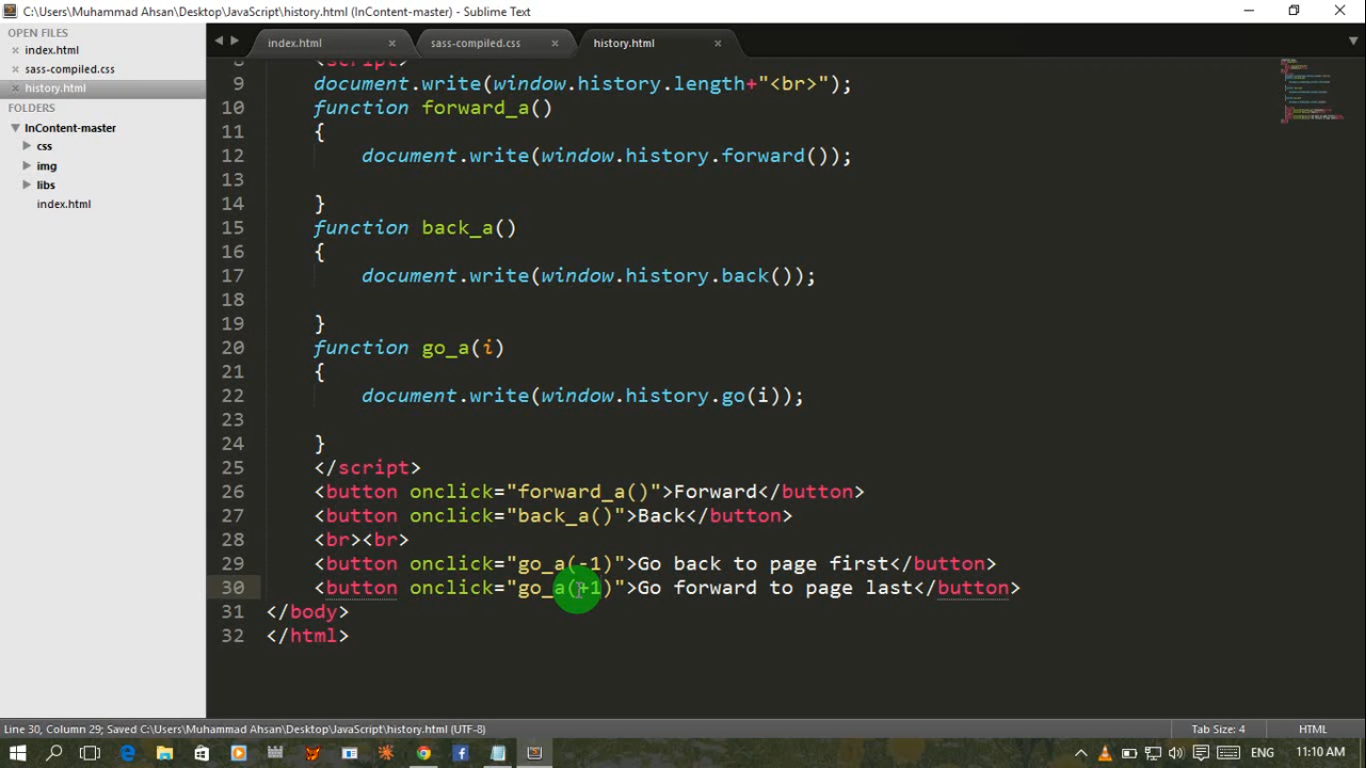 C:\Users\Muhammad Ahsan\Desktop\JavaScript\history.html (InContent-master) - Sublime Text
OPEN FILES
index.html
sass-compiled.css
history.html
FOLDERS
InContent-master
css
img
libs
index.html
index.html
sass-compiled.css
history.html
8 <script>
9 document.write(window.history.length+"<br>");
10 function forward_a()
11 {
12 document.write(window.history.forward());
13
14 }
15 function back_a()
16 {
17 document.write(window.history.back());
18
19 }
20 function go_a(i)
21 {
22 document.write(window.history.go(i));
23
24 }
25 </script>
26 <button onclick="forward_a()">Forward</button>
27 <button onclick="back_a()">Back</button>
28 <br><br>
29 <button onclick="go_a(-1)">Go back to page first</button>
30 <button onclick="go_a(+1)">Go forward to page last</button>
31 </body>
32 </html>
Line 30, Column 29; Saved C:\Users\Muhammad Ahsan\Desktop\JavaScript\history.html (UTF-8)
Tab Size: 4
HTML
ENG
11:10 AM